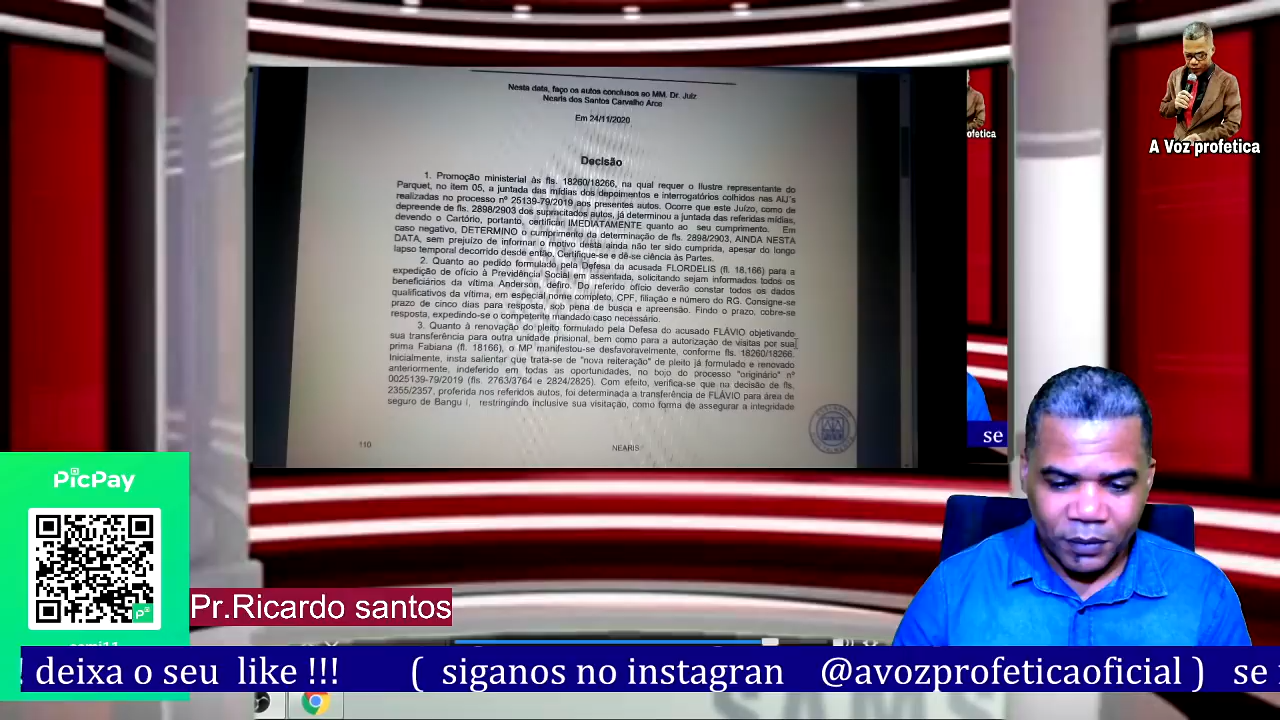 Nesta data, faço os autos conclusos ao MM. Dr. Juiz
Nearis dos Santos Carvalho Arce
Em 24/11/2020
Decisão
1. Promoção ministerial às fls. 18260/18266, na qual requer o Ilustre representante do
Parquet, no item 05, a juntada das mídias dos depoimentos e interrogatórios colhidos nas AIJ's
realizadas no processo nº 25139-79/2019 aos presentes autos. Ocorre que este Juízo, como de
depreende de fls. 2898/2903 dos supracitados autos, já determinou a juntada das referidas mídias,
devendo o Cartório, portanto, certificar IMEDIATAMENTE quanto ao seu cumprimento. Em
caso negativo, DETERMINO o cumprimento da determinação de fls. 2898/2903, AINDA NESTA
DATA, sem prejuízo de informar o motivo desta ainda não ter sido cumprida, apesar do longo
lapso temporal decorrido desde então. Certifique-se e dê-se ciência às Partes.
2. Quanto ao pedido formulado pela Defesa da acusada FLORDELIS (fl. 18.166) para a
expedição de ofício à Previdência Social em assentada, solicitando sejam informados todos os
beneficiários da vítima Anderson, defiro. Do referido ofício deverão constar todos os dados
qualificativos da vítima, em especial nome completo, CPF, filiação e número do RG. Consigne-se
prazo de cinco dias para resposta, sob pena de busca e apreensão. Findo o prazo, cobre-se
resposta, expedindo-se o competente mandado caso necessário.
3. Quanto à renovação do pleito formulado pela Defesa do acusado FLÁVIO objetivando
sua transferência para outra unidade prisional, bem como para a autorização de visitas por sua
prima Fabiana (fl. 18166), o MP manifestou-se desfavoravelmente, conforme fls. 18260/18266.
Inicialmente, insta salientar que trata-se de "nova reiteração" de pleito já formulado e renovado
anteriormente, indeferido em todas as oportunidades, no bojo do processo "originário" nº
0025139-79/2019 (fls. 2763/3764 e 2824/2825). Com efeito, verifica-se que na decisão de fls.
2355/2357, proferida nos referidos autos, foi determinada a transferência de FLÁVIO para área de
seguro de Bangu I, restringindo inclusive sua visitação, como forma de assegurar a integridade
110
NEARIS
A Voz profetica
fetica
se
PicPay
Pr.Ricardo santos
! deixa o seu like !!! ( siganos no instagran @avozprofeticaoficial ) se